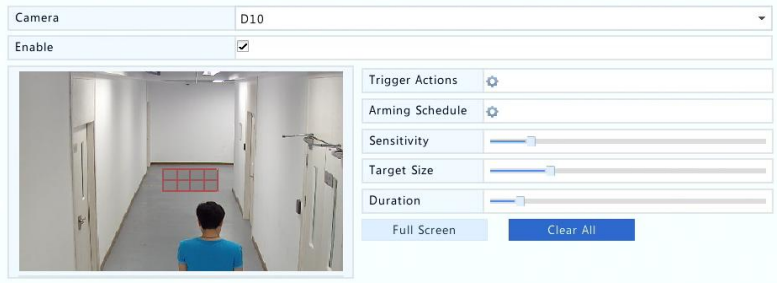 Camera D10
Enable
Trigger Actions
Arming Schedule
Sensitivity
Target Size
Duration
Full Screen Clear All